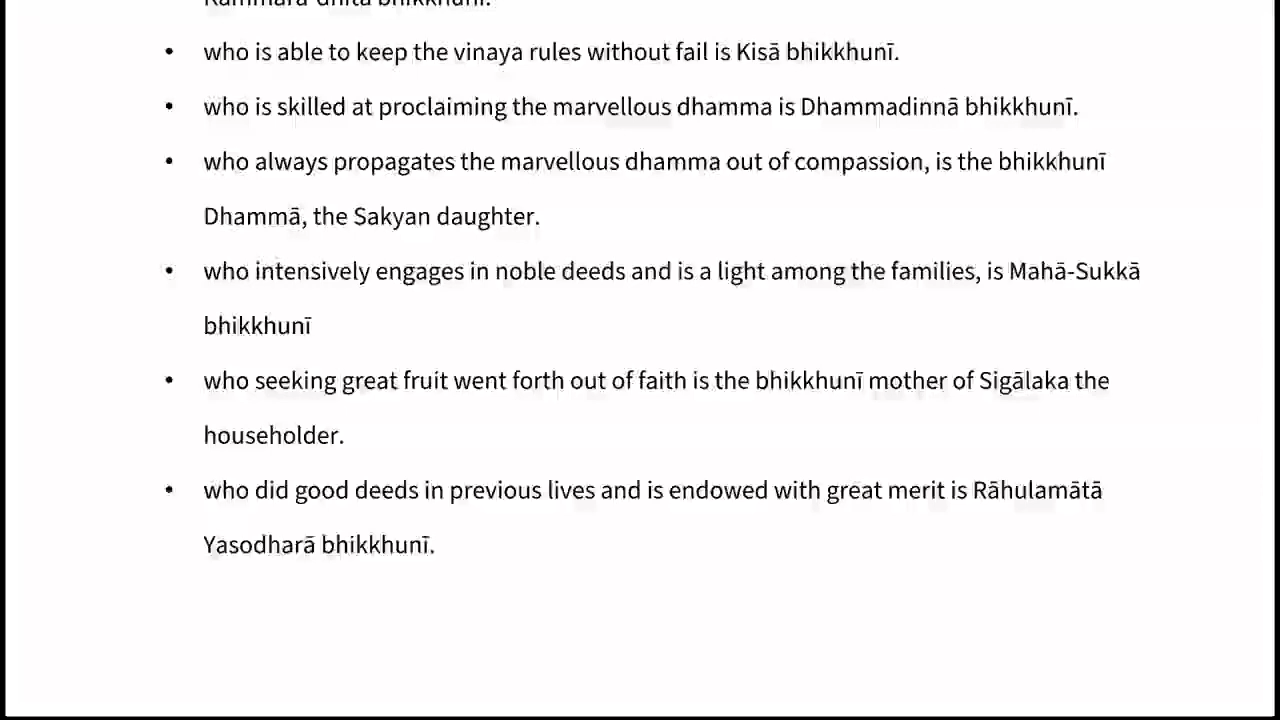 • who is able to keep the vinaya rules without fail is Kisā bhikkhunī.
• who is skilled at proclaiming the marvellous dhamma is Dhammadinnā bhikkhunī.
• who always propagates the marvellous dhamma out of compassion, is the bhikkhunī
Dhammā, the Sakyan daughter.
• who intensively engages in noble deeds and is a light among the families, is Mahā-Sukkā
bhikkhunī
• who seeking great fruit went forth out of faith is the bhikkhunī mother of Sigālaka the
householder.
• who did good deeds in previous lives and is endowed with great merit is Rāhulamātā
Yasodharā bhikkhunī.